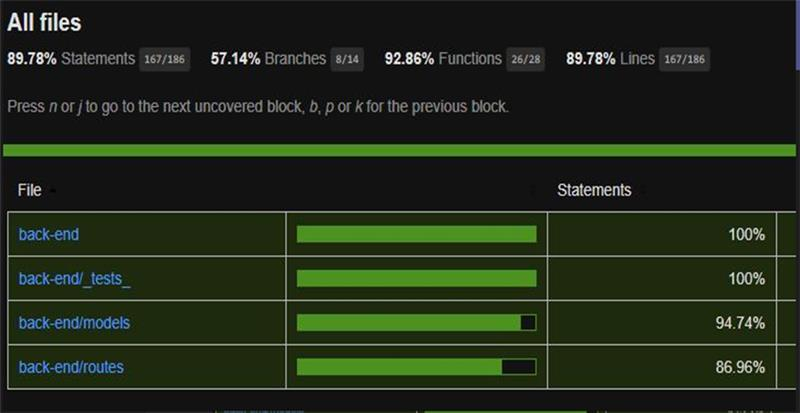 All files
89.78% Statements 167/186 57.14% Branches 8/14 92.86% Functions 26/28 89.78% Lines 167/186
Press n or j to go to the next uncovered block, b, p or k for the previous block.
File Statements
back-end 100%
back-end/_tests_ 100%
back-end/models 94.74%
back-end/routes 86.96%